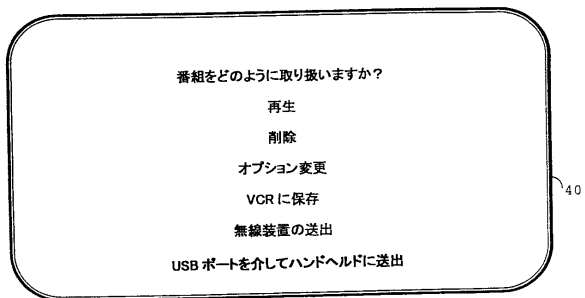 番組をどのように取り扱いますか？
再生
削除
オプション変更
VCRに保存
無線装置の送出
USBポートを介してハンドヘルドに送出
40